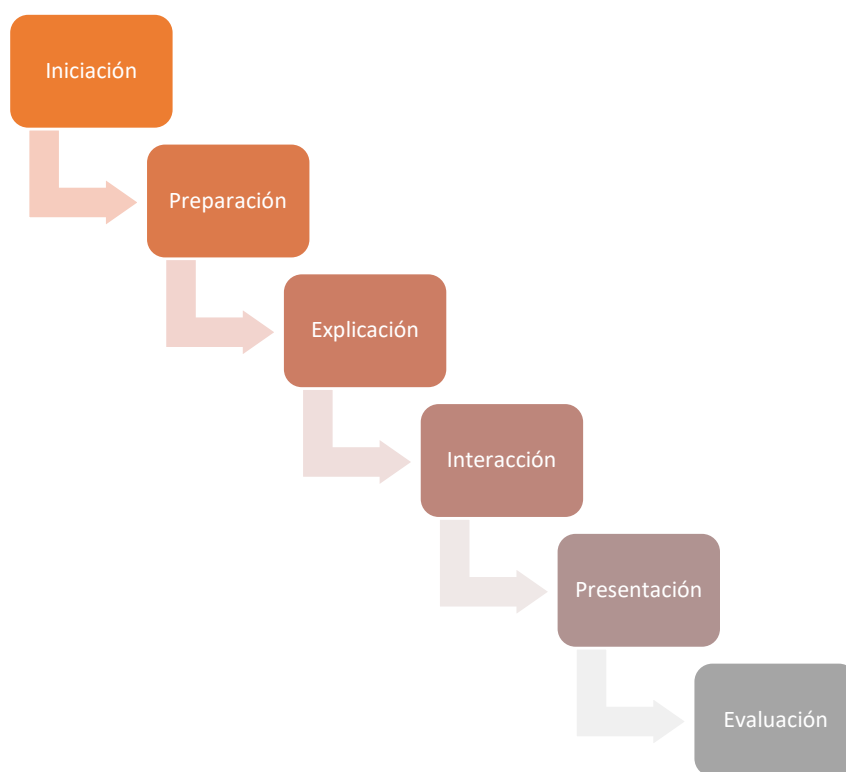 Iniciación
Preparación
Explicación
Interacción
Presentación
Evaluación